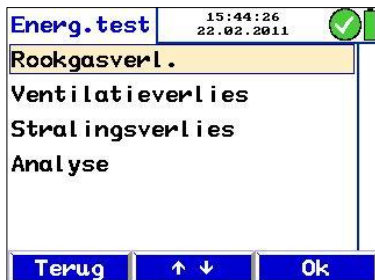 Energ.test 15:44:26
22.02.2011
Rookgasverl.
Ventilatieverlies
Stralingsverlies
Analyse
Terug ↑ ↓ Ok